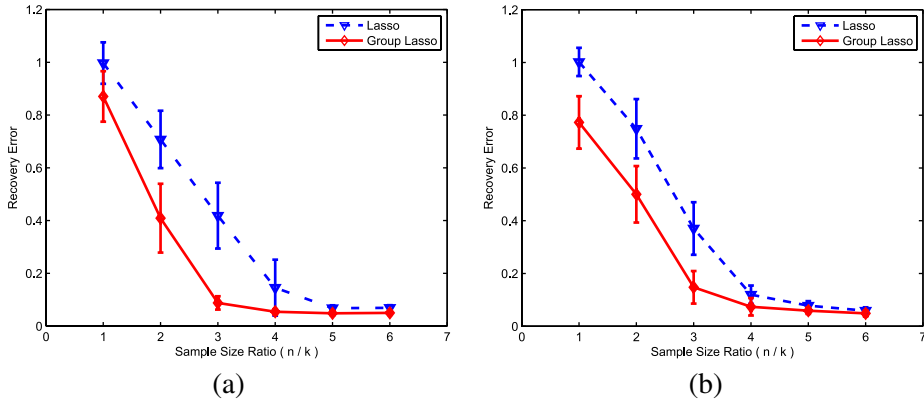 1.2
1
0.8
0.6
0.4
0.2
0
Recovery Error
Lasso
Group Lasso
0 1 2 3 4 5 6 7
Sample Size Ratio ( n / k )
(a)
1.2
1
0.8
0.6
0.4
0.2
0
Recovery Error
Lasso
Group Lasso
0 1 2 3 4 5 6 7
Sample Size Ratio ( n / k )
(b)